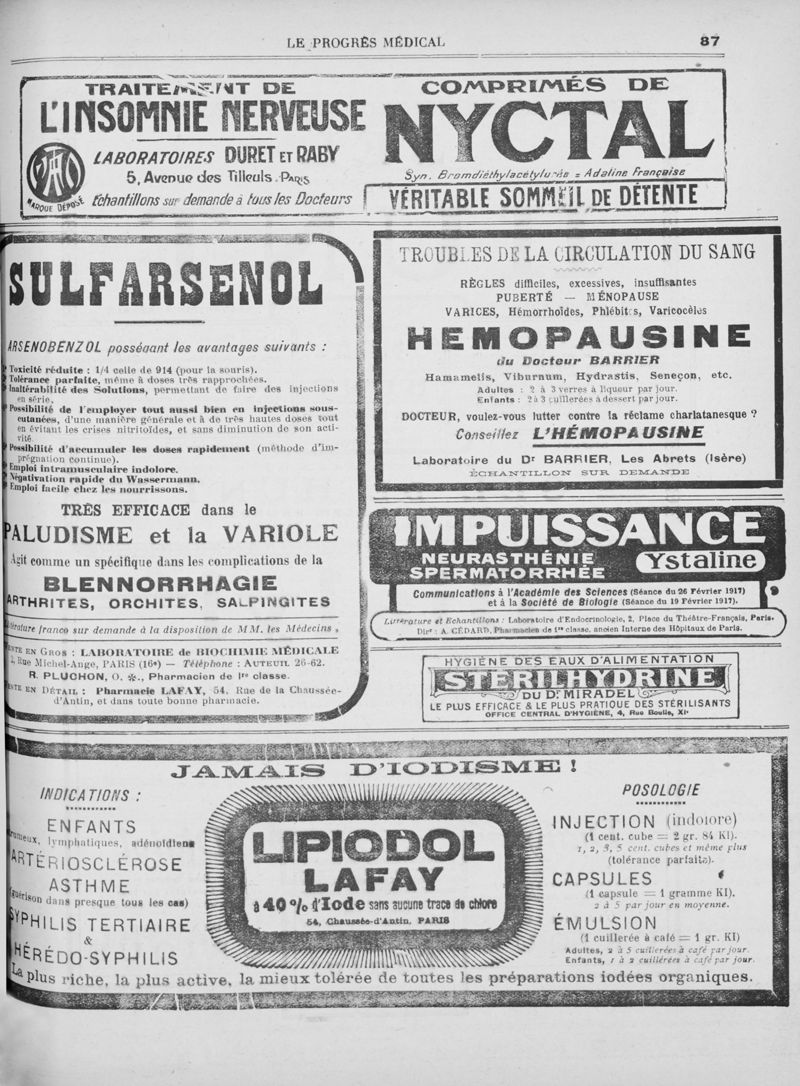 LE PROGRÈS MÉDICAL
87
TRAITEMENT DE
L'INSOMNIE NERVEUSE
LABORATOIRES DURET ET RABY
5, Avenue des Tilleuls. PARIS
MARQUE DÉPOSÉ
Echantillons sur demande à tous les Docteurs
COMPRIMÉS DE
NYCTAL
Syn. Bromdiéthylacétylurée = Adaline Française
VÉRITABLE SOMMEIL DE DÉTENTE
SULFARSENOL
ARSENOBENZOL possédant les avantages suivants :
Toxicité réduite : 1/4 celle de 914 (pour la souris).
Tolérance parfaite, même à doses très rapprochées.
Inaltérabilité des Solutions, permettant de faire des injections
en série,
Possibilité de l'employer tout aussi bien en injections sous-
cutanées, d'une manière générale et à de très hautes doses tout
en évitant les crises nitritoïdes, et sans diminution de son acti-
vité.
Possibilité d'accumuler les doses rapidement (méthode d'im-
prégnation continue).
Emploi intramusculaire indolore.
Négativation rapide du Wassermann.
Emploi facile chez les nourrissons.
TRÈS EFFICACE dans le
PALUDISME et la VARIOLE
Agit comme un spécifique dans les complications de la
BLENNORRHAGIE
ARTHRITES, ORCHITES, SALPINGITES
Littérature franco sur demande à la disposition de MM. les Médecins,
VENTE EN GROS : LABORATOIRE de BIOCHIMIE MÉDICALE
Rue Michel-Ange, PARIS (16e) — Téléphone : AUTEUIL 26-62.
R. PLUCHON, O. ✻., Pharmacien de 1re classe.
VENTE EN DÉTAIL : Pharmacie LAFAY, 54, Rue de la Chaussée-
d'Antin, et dans toute bonne pharmacie.
TROUBLES DE LA CIRCULATION DU SANG
RÈGLES difficiles, excessives, insuffisantes
PUBERTÉ — MÉNOPAUSE
VARICES, Hémorrhoïdes, Phlébites, Varicocèles
HEMOPAUSINE
du Docteur BARRIER
Hamamelis, Viburnum, Hydrastis, Seneçon, etc.
Adultes : 2 à 3 verres à liqueur par jour.
Enfants : 2 à 3 cuillerées à dessert par jour.
DOCTEUR, voulez-vous lutter contre la réclame charlatanesque ?
Conseillez L'HÉMOPAUSINE
Laboratoire du Dr BARRIER, Les Abrets (Isère)
ÉCHANTILLON SUR DEMANDE
IMPUISSANCE
NEURASTHÉNIE
SPERMATORRHÉE
Ystaline
Communications à l'Académie des Sciences (Séance du 26 Février 1917)
et à la Société de Biologie (Séance du 19 Février 1917).
Littérature et Echantillons : Laboratoire d'Endocrinologie, 2, Place du Théâtre-Français, Paris.
Dir : A. GÉDARD, Pharmacien de 1re classe, ancien Interne des Hôpitaux de Paris.
HYGIÈNE DES EAUX D'ALIMENTATION
STÉRILHYDRINE
DU DR MIRADEL
LE PLUS EFFICACE & LE PLUS PRATIQUE DES STÉRILISANTS
OFFICE CENTRAL D'HYGIÈNE, 4, Rue Boulle, XIe
JAMAIS D'IODISME !
INDICATIONS :
ENFANTS
lymphatiques, adénoïdiens
ARTÉRIOSCLÉROSE
ASTHME
(guérison dans presque tous les cas)
SYPHILIS TERTIAIRE
&
HÉRÉDO-SYPHILIS
LIPIODOL
LAFAY
à 40% d'Iode sans aucune trace de chlore
54, Chaussée-d'Antin, PARIS
POSOLOGIE
INJECTION (indolore)
(1 cent. cube = 2 gr. 84 KI).
1, 2, 3, 5 cent. cubes et même plus
(tolérance parfaite).
CAPSULES
(1 capsule = 1 gramme KI).
2 à 5 par jour en moyenne.
ÉMULSION
(1 cuillerée à café = 1 gr. KI)
Adultes, 2 à 5 cuillerées à café par jour.
Enfants, 1 à 2 cuillerées à café par jour.
La plus riche, la plus active, la mieux tolérée de toutes les préparations iodées organiques.